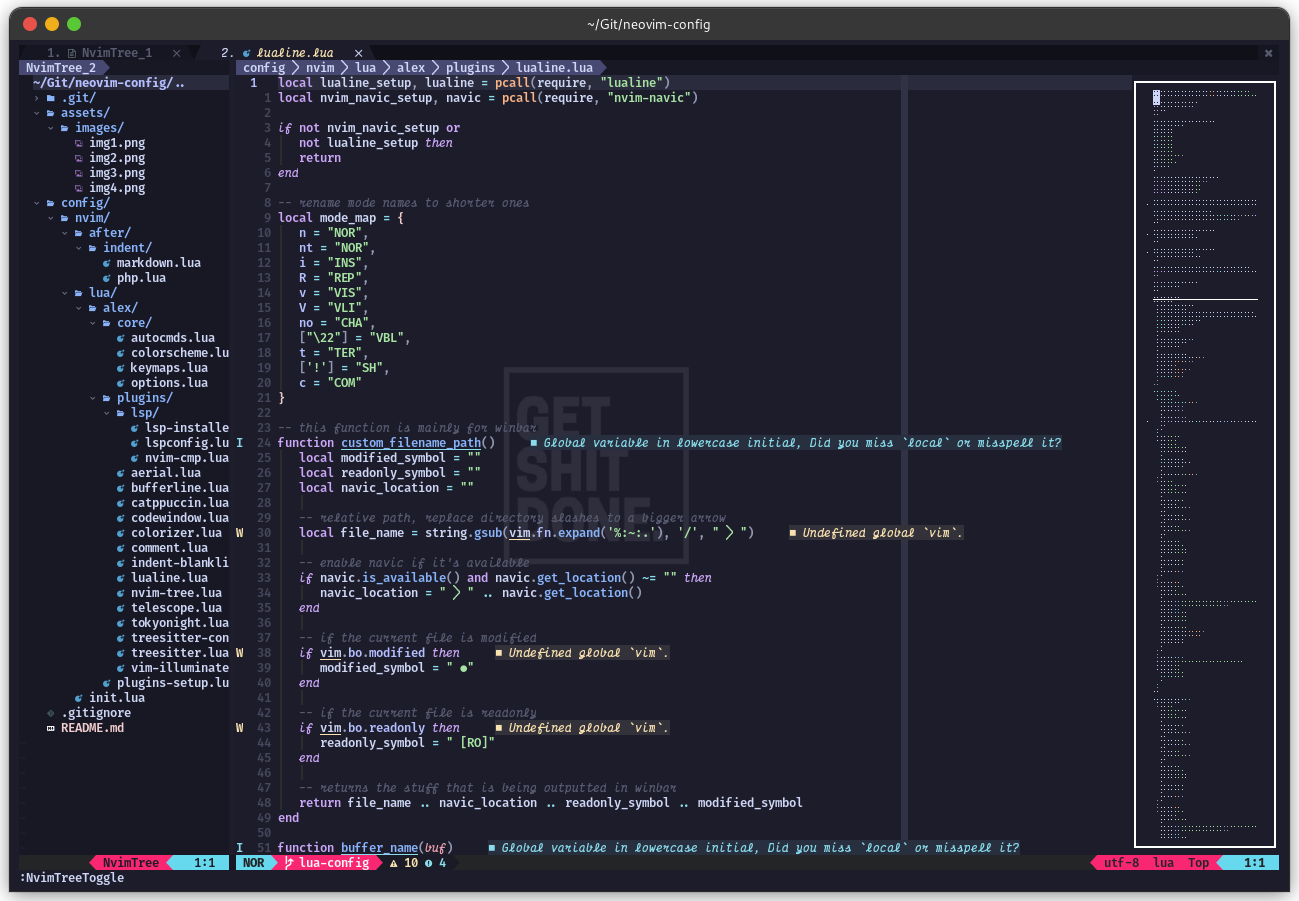 ~/Git/neovim-config
1. NvimTree_1 × 2. lualine.lua ×
NvimTree_2
~/Git/neovim-config/..
.git/
assets/
images/
img1.png
img2.png
img3.png
img4.png
config/
nvim/
after/
indent/
markdown.lua
php.lua
lua/
alex/
core/
autocmds.lua
colorscheme.lu
keymaps.lua
options.lua
plugins/
lsp/
lsp-installe
lspconfig.lu
nvim-cmp.lua
aerial.lua
bufferline.lua
catppuccin.lua
codewindow.lua
colorizer.lua
comment.lua
indent-blankli
lualine.lua
nvim-tree.lua
telescope.lua
tokyonight.lua
treesitter-con
treesitter.lua
vim-illuminate
plugins-setup.lu
init.lua
.gitignore
README.md
config > nvim > lua > alex > plugins > lualine.lua
1 local lualine_setup, lualine = pcall(require, "lualine")
1 local nvim_navic_setup, navic = pcall(require, "nvim-navic")
2
3 if not nvim_navic_setup or
4 not lualine_setup then
5 return
6 end
7
8 -- rename mode names to shorter ones
9 local mode_map = {
10 n = "NOR",
11 nt = "NOR",
12 i = "INS",
13 R = "REP",
14 v = "VIS",
15 V = "VLI",
16 no = "CHA",
17 ["\22"] = "VBL",
18 t = "TER",
19 ['!'] = "SH",
20 c = "COM"
21 }
22
23 -- this function is mainly for winbar
I 24 function custom_filename_path() ■ Global variable in lowercase initial, Did you miss `local` or misspell it?
25 local modified_symbol = ""
26 local readonly_symbol = ""
27 local navic_location = ""
28
29 -- relative path, replace directory slashes to a bigger arrow
W 30 local file_name = string.gsub(vim.fn.expand('%:~:.'), '/', " > ") ■ Undefined global `vim`.
31
32 -- enable navic if it's available
33 if navic.is_available() and navic.get_location() ~= "" then
34 navic_location = " > " .. navic.get_location()
35 end
36
37 -- if the current file is modified
W 38 if vim.bo.modified then ■ Undefined global `vim`.
39 modified_symbol = " ●"
40 end
41
42 -- if the current file is readonly
W 43 if vim.bo.readonly then ■ Undefined global `vim`.
44 readonly_symbol = " [RO]"
45 end
46
47 -- returns the stuff that is being outputted in winbar
48 return file_name .. navic_location .. readonly_symbol .. modified_symbol
49 end
50
I 51 function buffer_name(buf) ■ Global variable in lowercase initial, Did you miss `local` or misspell it?
GET
SHIT
DONE.
NvimTree 1:1 NOR lua-config 10 4 utf-8 lua Top 1:1
:NvimTreeToggle